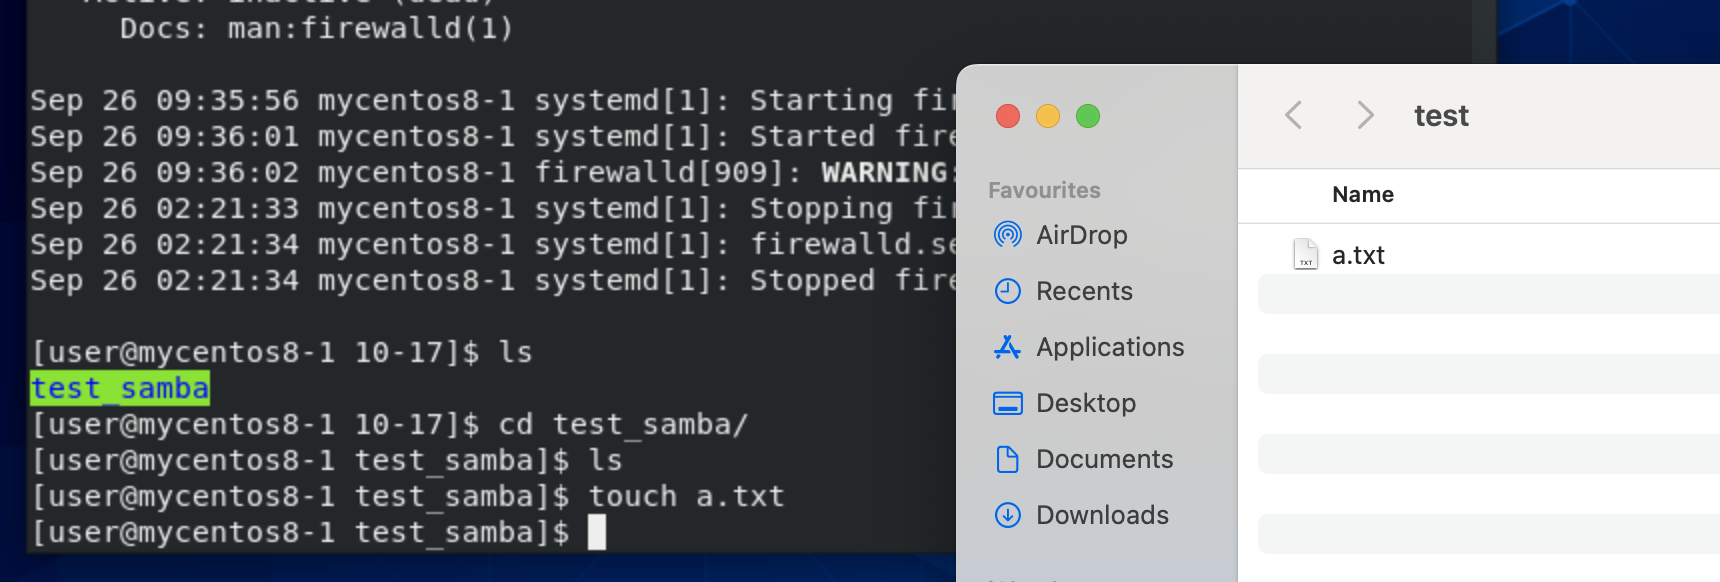 Docs: man:firewalld(1)
Sep 26 09:35:56 mycentos8-1 systemd[1]: Starting
Sep 26 09:36:01 mycentos8-1 systemd[1]: Started
Sep 26 09:36:02 mycentos8-1 firewalld[909]: WARNING:
Sep 26 02:21:33 mycentos8-1 systemd[1]: Stopping
Sep 26 02:21:34 mycentos8-1 systemd[1]: firewalld.se
Sep 26 02:21:34 mycentos8-1 systemd[1]: Stopped
[user@mycentos8-1 10-17]$ ls
test_samba
[user@mycentos8-1 10-17]$ cd test_samba/
[user@mycentos8-1 test_samba]$ ls
[user@mycentos8-1 test_samba]$ touch a.txt
[user@mycentos8-1 test_samba]$
test
Favourites
AirDrop
Recents
Applications
Desktop
Documents
Downloads
Name
TXT
a.txt